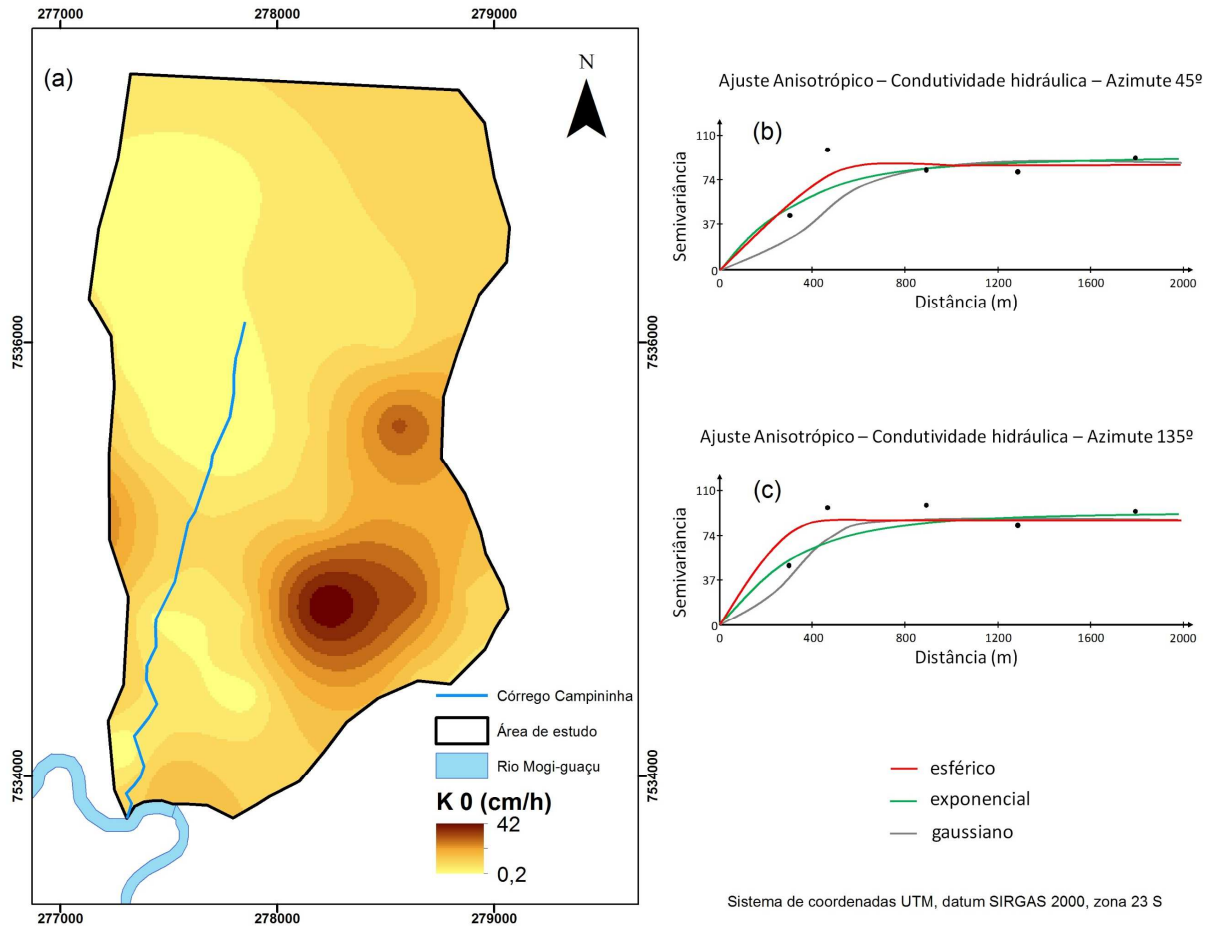 277000 278000 279000
(a)
N
7536000 7536000
7534000 7534000
Córrego Campininha
Área de estudo
Rio Mogi-guaçu
K 0 (cm/h)
42
0,2
277000 278000 279000
Ajuste Anisotrópico – Condutividade hidráulica – Azimute 45º
(b)
Semivariância
110
74
37
0
0 400 800 1200 1600 2000
Distância (m)
Ajuste Anisotrópico – Condutividade hidráulica – Azimute 135º
(c)
Semivariância
110
74
37
0
0 400 800 1200 1600 2000
Distância (m)
esférico
exponencial
gaussiano
Sistema de coordenadas UTM, datum SIRGAS 2000, zona 23 S